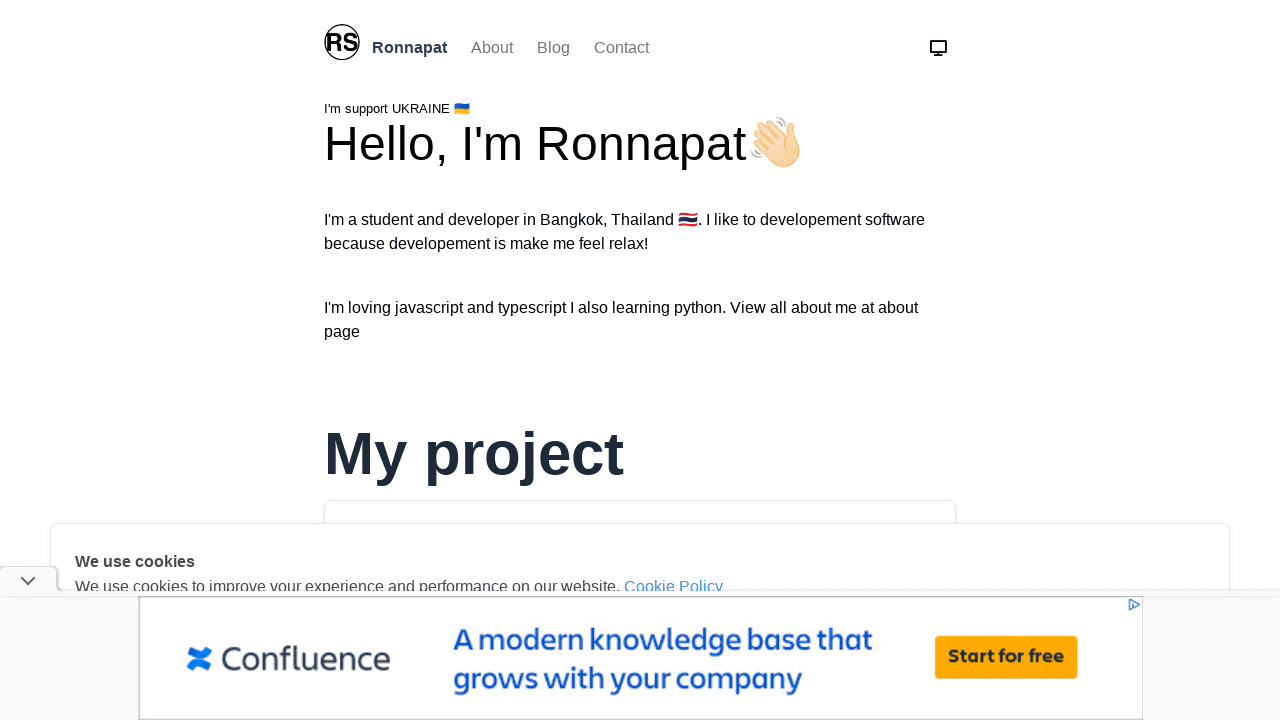 RS Ronnapat About Blog Contact
I'm support UKRAINE 🇺🇦
Hello, I'm Ronnapat👋🏻
I'm a student and developer in Bangkok, Thailand 🇹🇭. I like to developement software
because developement is make me feel relax!
I'm loving javascript and typescript I also learning python. View all about me at about
page
My project
We use cookies
We use cookies to improve your experience and performance on our website. Cookie Policy
Confluence
A modern knowledge base that
grows with your company
Start for free